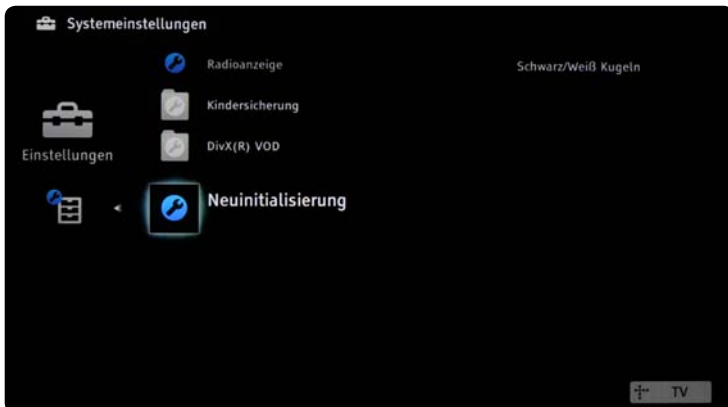 Systemeinstellungen
Radioanzeige Schwarz/Weiß Kugeln
Kindersicherung
DivX(R) VOD
Einstellungen
Neuinitialisierung
TV